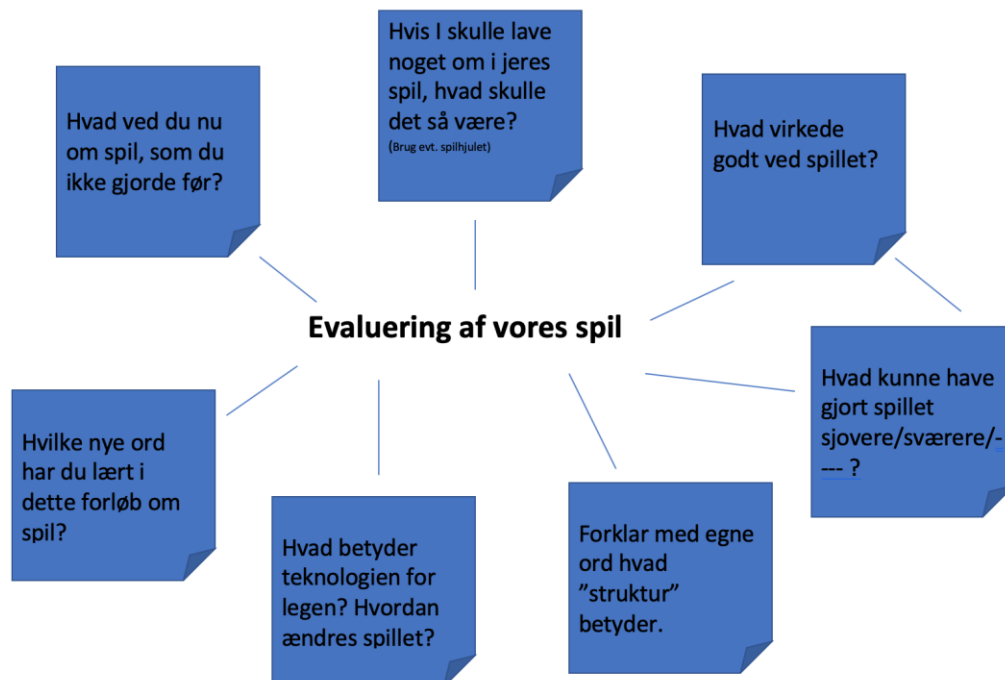 Hvis I skulle lave
noget om i jeres
spil, hvad skulle
det så være?
(Brug evt. spilhjulet)
Hvad ved du nu
om spil, som du
ikke gjorde før?
Hvad virkede
godt ved spillet?
Evaluering af vores spil
Hvad kunne have
gjort spillet
sjovere/sværere/-
--- ?
Hvilke nye ord
har du lært i
dette forløb om
spil?
Hvad betyder
teknologien for
legen? Hvordan
ændres spillet?
Forklar med egne
ord hvad
”struktur”
betyder.